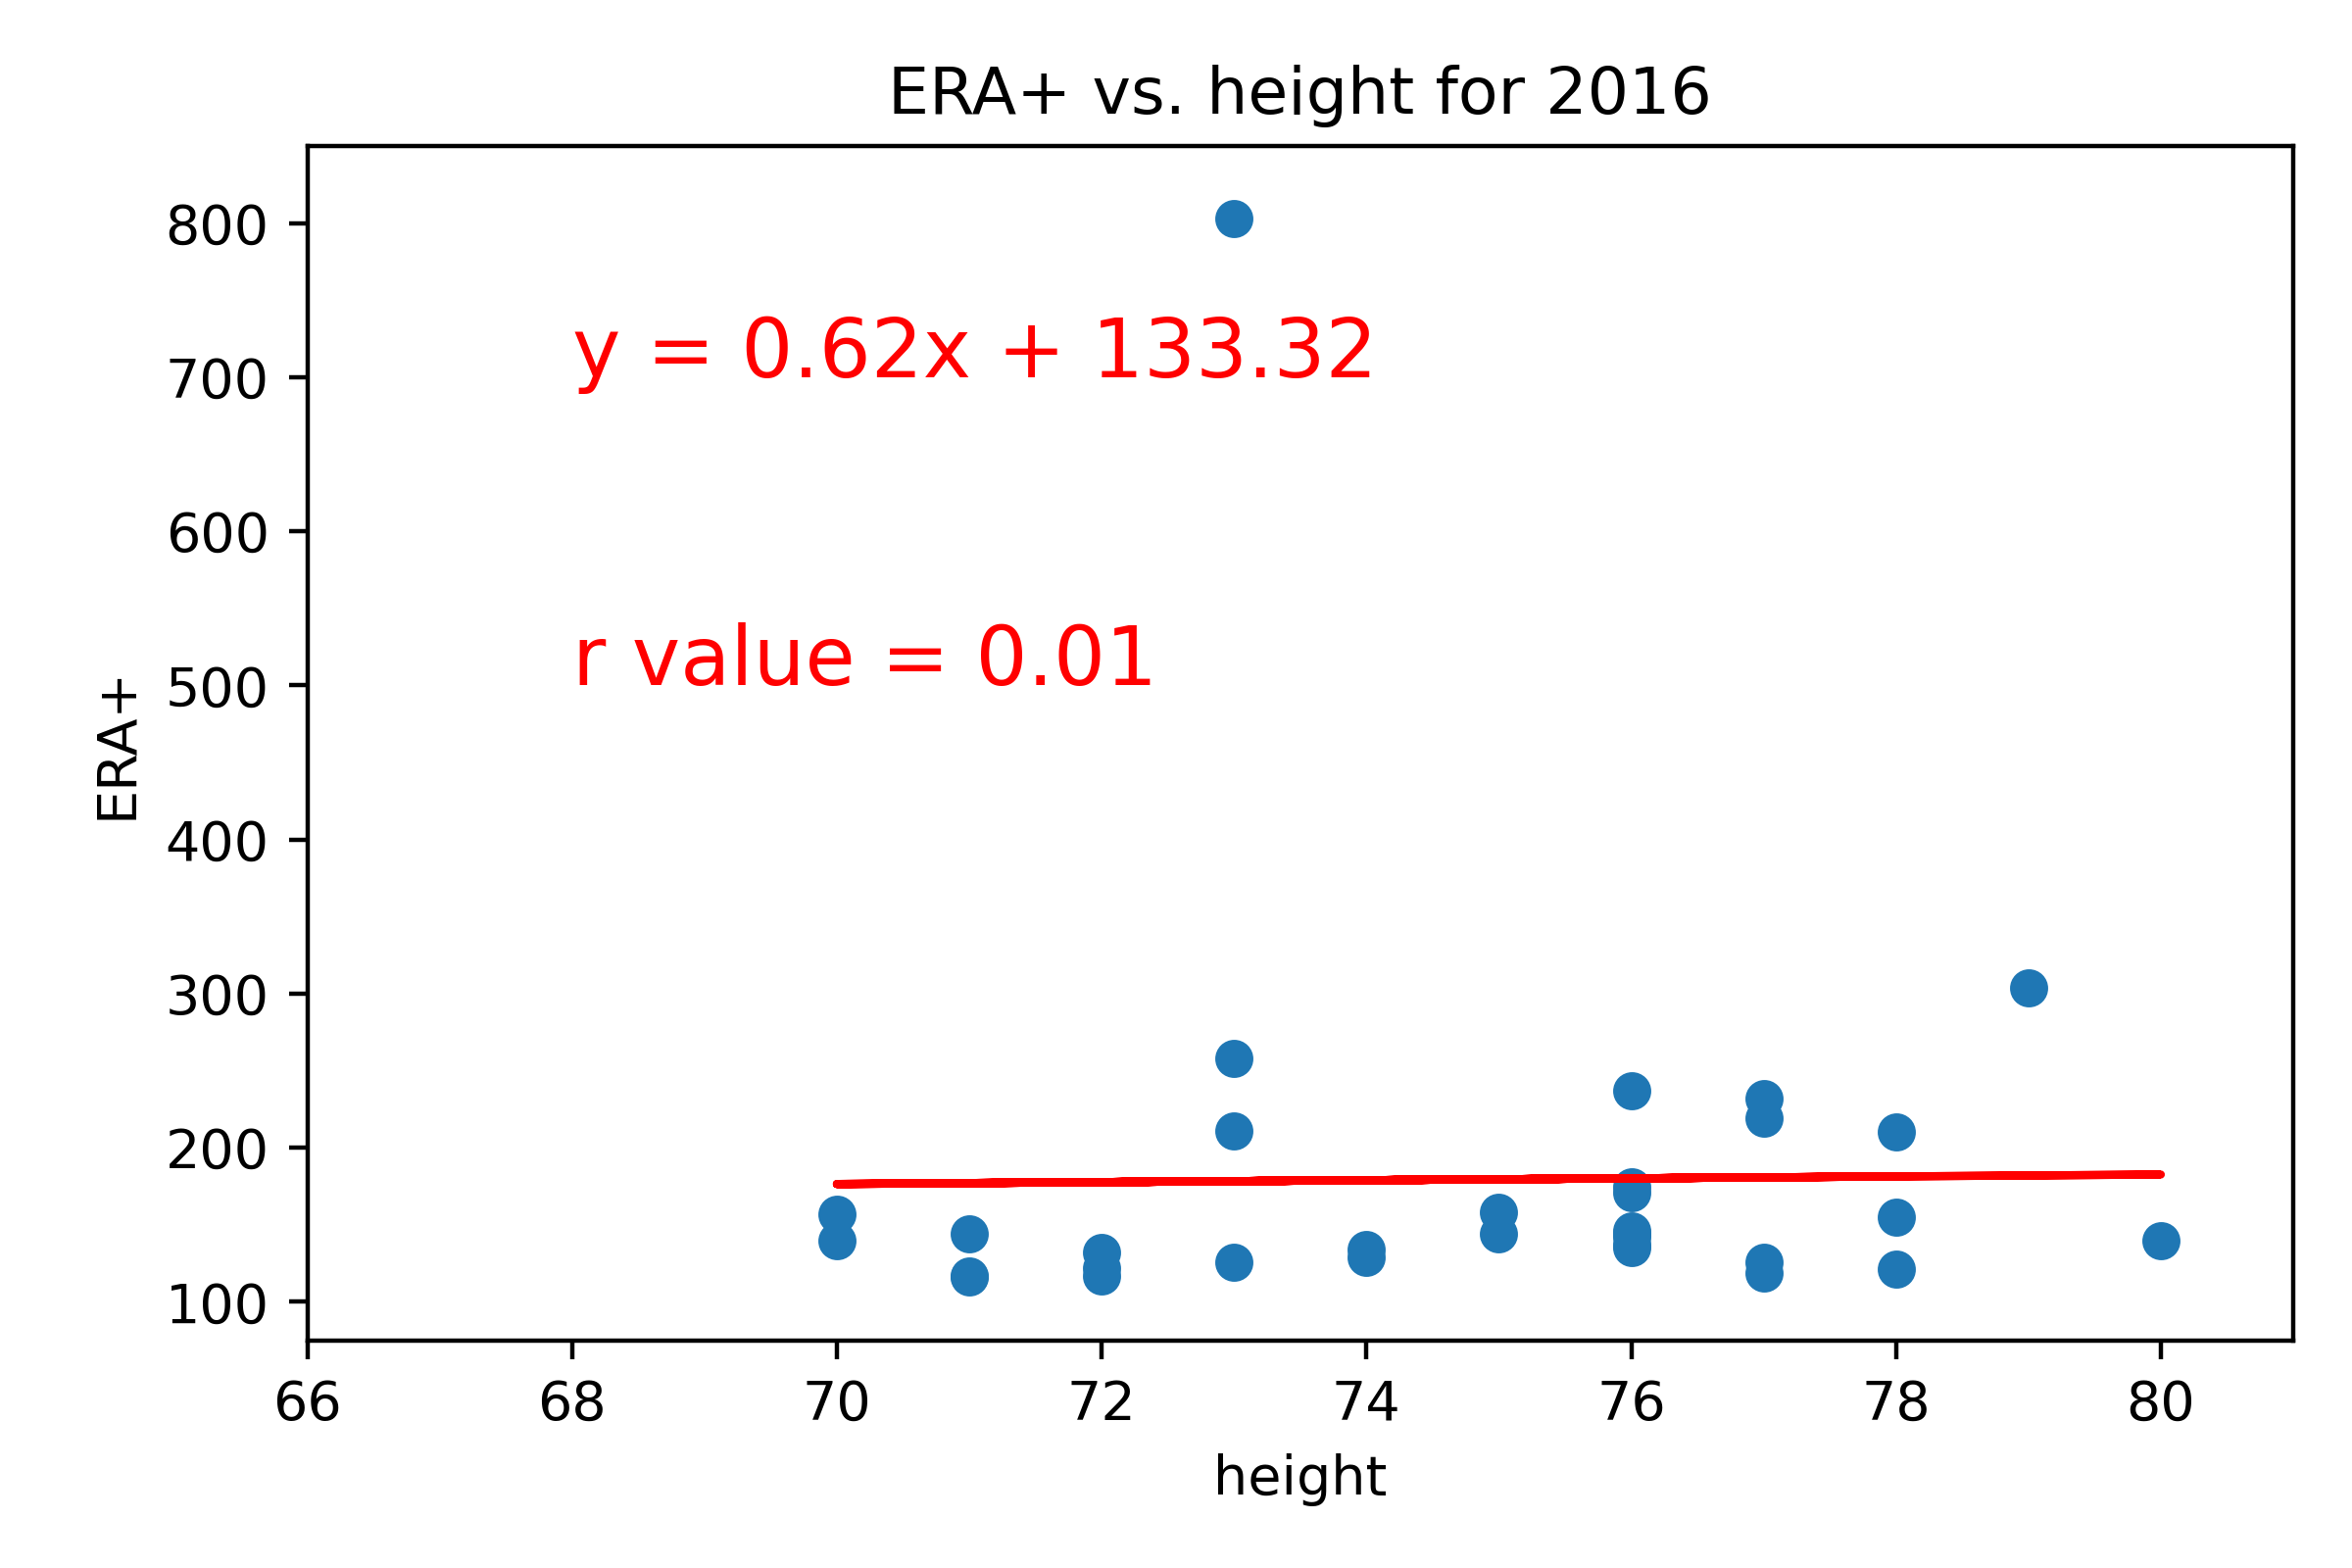 ERA+ vs. height for 2016
800
y = 0.62x + 133.32
700
600
r value = 0.01
500
ERA+
400
300
200
100
66 68 70 72 74 76 78 80
height